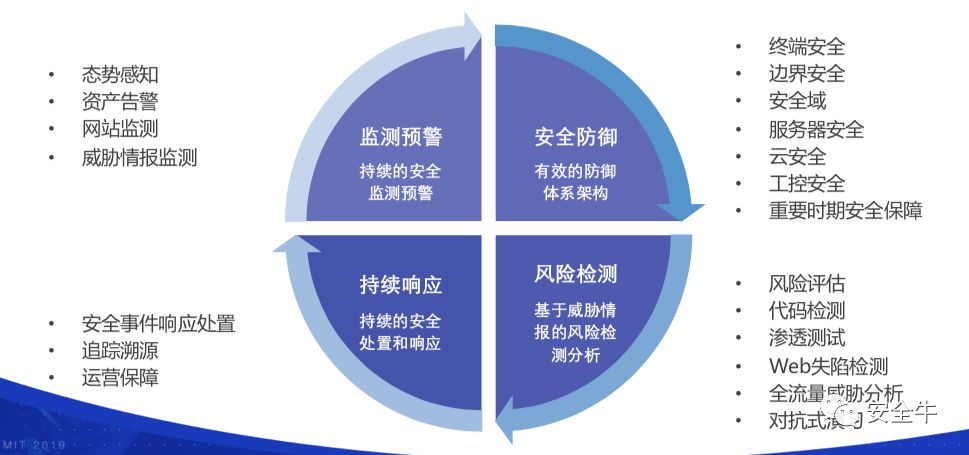 态势感知
资产告警
网站监测
威胁情报监测
监测预警
持续的安全
监测预警
安全防御
有效的防御
体系架构
终端安全
边界安全
安全域
服务器安全
云安全
工控安全
重要时期安全保障
安全事件响应处置
追踪溯源
运营保障
持续响应
持续的安全
处置和响应
风险检测
基于威胁情
报的风险检
测分析
风险评估
代码检测
渗透测试
Web失陷检测
全流量威胁分析
对抗式演习
安全牛
MIT 2019